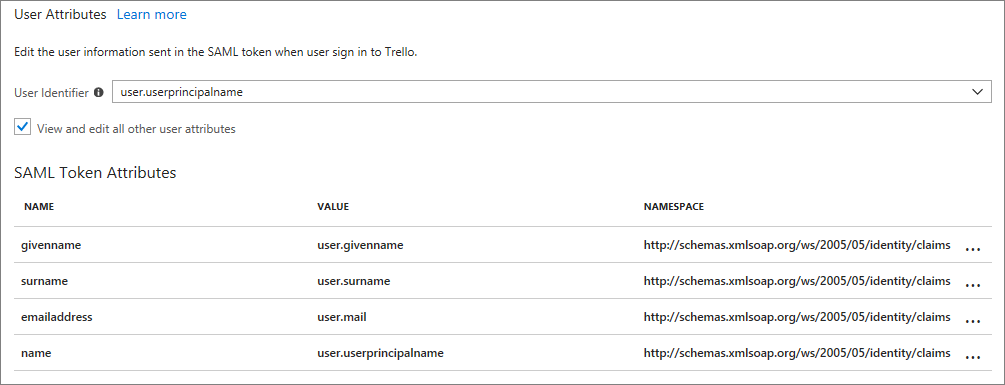 User Attributes Learn more
Edit the user information sent in the SAML token when user sign in to Trello.
User Identifier user.userprincipalname
View and edit all other user attributes
SAML Token Attributes
NAME VALUE NAMESPACE
givenname user.givenname http://schemas.xmlsoap.org/ws/2005/05/identity/claims ...
surname user.surname http://schemas.xmlsoap.org/ws/2005/05/identity/claims ...
emailaddress user.mail http://schemas.xmlsoap.org/ws/2005/05/identity/claims ...
name user.userprincipalname http://schemas.xmlsoap.org/ws/2005/05/identity/claims ...